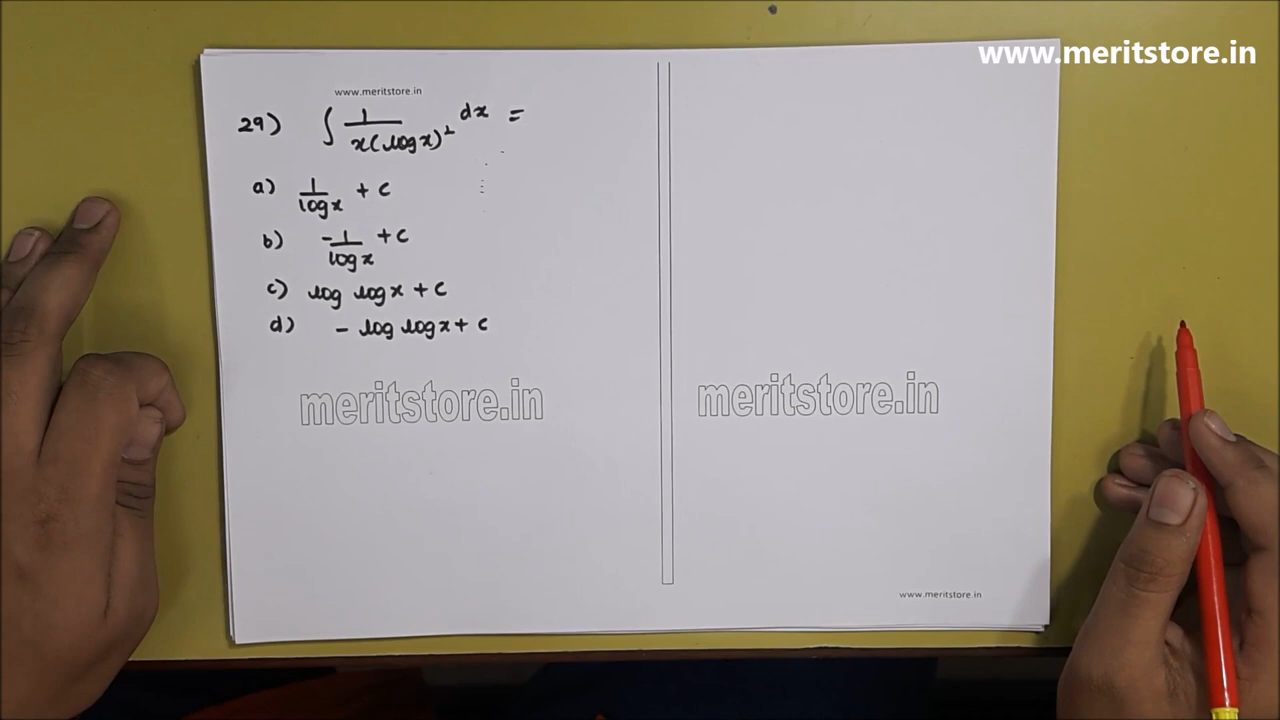 www.meritstore.in
www.meritstore.in
29) ∫ 1/x(log x)² dx =
a) 1/log x + c
b) -1/log x + c
c) log log x + c
d) - log log x + c
meritstore.in meritstore.in
www.meritstore.in